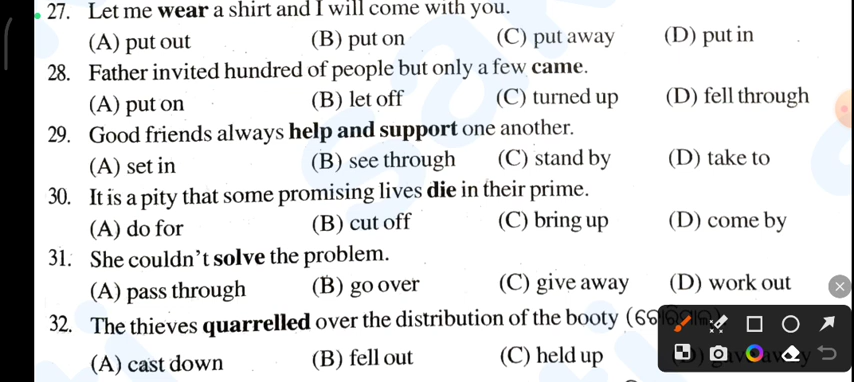 27. Let me wear a shirt and I will come with you.
(A) put out (B) put on (C) put away (D) put in
28. Father invited hundred of people but only a few came.
(A) put on (B) let off (C) turned up (D) fell through
29. Good friends always help and support one another.
(A) set in (B) see through (C) stand by (D) take to
30. It is a pity that some promising lives die in their prime.
(A) do for (B) cut off (C) bring up (D) come by
31. She couldn't solve the problem.
(A) pass through (B) go over (C) give away (D) work out
32. The thieves quarrelled over the distribution of the booty
(A) cast down (B) fell out (C) held up